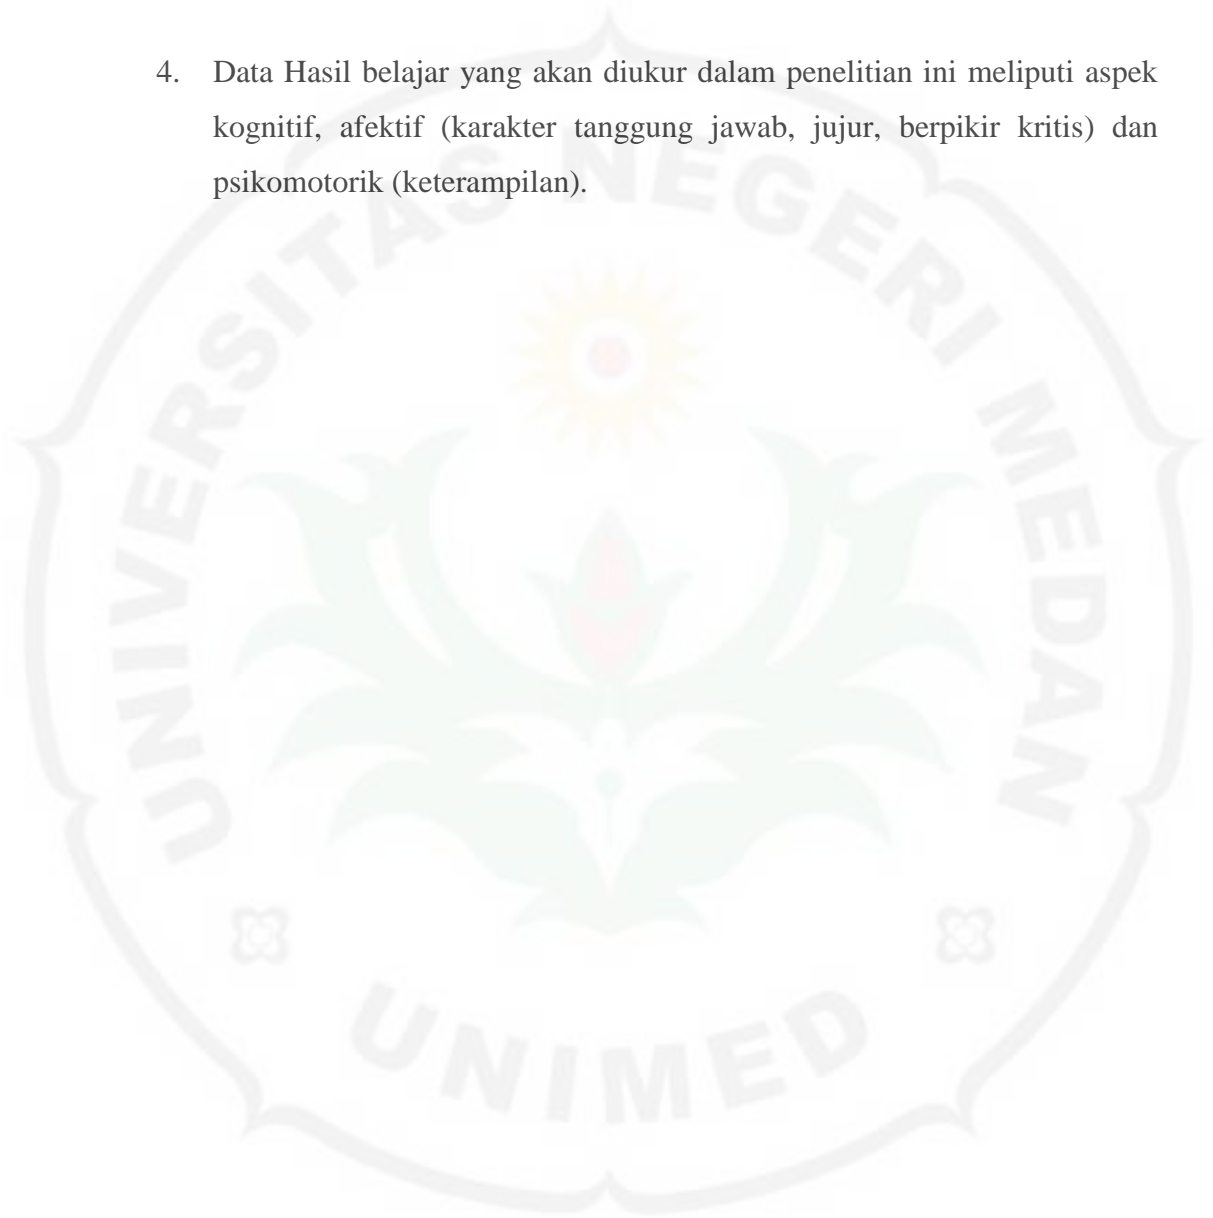 4. Data Hasil belajar yang akan diukur dalam penelitian ini meliputi aspek
kognitif, afektif (karakter tanggung jawab, jujur, berpikir kritis) dan
psikomotorik (keterampilan).
UNIVERSITAS NEGERI MEDAN
UNIMED